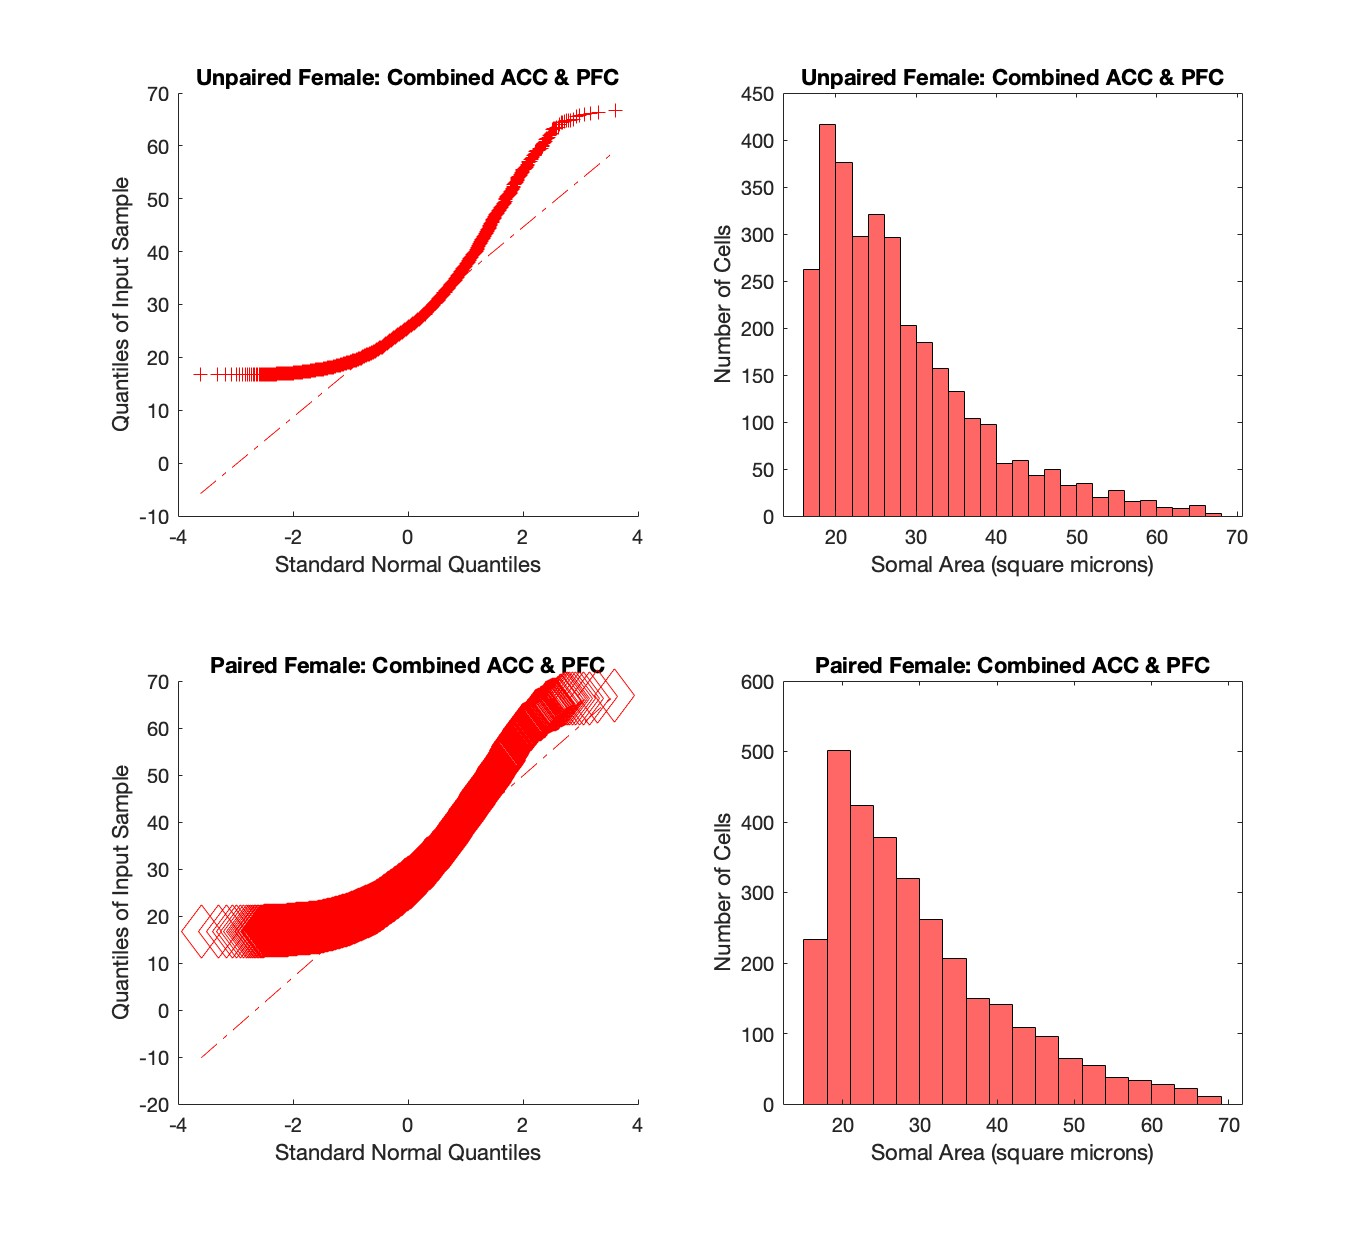 Unpaired Female: Combined ACC & PFC
70
60
50
40
30
20
10
0
-10
Quantiles of Input Sample
-4 -2 0 2 4
Standard Normal Quantiles
Unpaired Female: Combined ACC & PFC
450
400
350
300
250
200
150
100
50
0
Number of Cells
20 30 40 50 60 70
Somal Area (square microns)
Paired Female: Combined ACC & PFC
70
60
50
40
30
20
10
0
-10
-20
Quantiles of Input Sample
-4 -2 0 2 4
Standard Normal Quantiles
Paired Female: Combined ACC & PFC
600
500
400
300
200
100
0
Number of Cells
20 30 40 50 60 70
Somal Area (square microns)